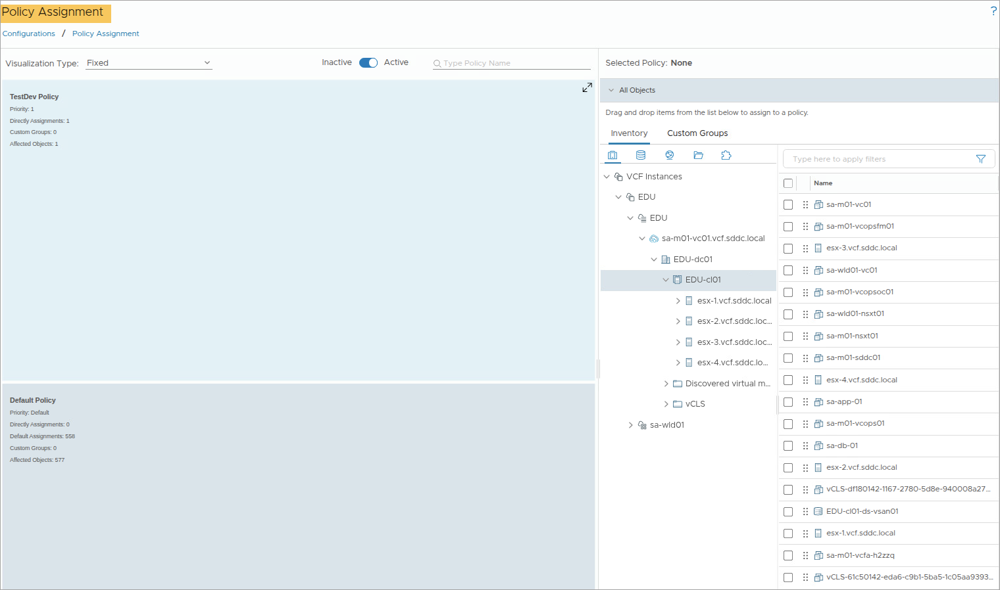 Policy Assignment
?
Configurations / Policy Assignment
Visualization Type: Fixed
Inactive Active
Type Policy Name
TestDev Policy
Priority: 1
Directly Assignments: 1
Custom Groups: 0
Affected Objects: 1
Default Policy
Priority: Default
Directly Assignments: 0
Default Assignments: 558
Custom Groups: 0
Affected Objects: 577
Selected Policy: None
All Objects
Drag and drop items from the list below to assign to a policy.
Inventory Custom Groups
VCF Instances
EDU
EDU
sa-m01-vc01.vcf.sddc.local
EDU-dc01
EDU-cl01
esx-1.vcf.sddc.local
esx-2.vcf.sddc.loc...
esx-3.vcf.sddc.loc...
esx-4.vcf.sddc.lo...
Discovered virtual m...
vCLS
sa-wld01
Type here to apply filters
Name
sa-m01-vc01
sa-m01-vcopsfm01
esx-3.vcf.sddc.local
sa-wld01-vc01
sa-m01-vcopsoc01
sa-wld01-nsxt01
sa-m01-nsxt01
sa-m01-sddc01
esx-4.vcf.sddc.local
sa-app-01
sa-m01-vcops01
sa-db-01
esx-2.vcf.sddc.local
vCLS-df180142-1167-2780-5d8e-940008a27...
EDU-cl01-ds-vsan01
esx-1.vcf.sddc.local
sa-m01-vcfa-h2zzq
vCLS-61c50142-eda6-c9b1-5ba5-1c05aa9393...